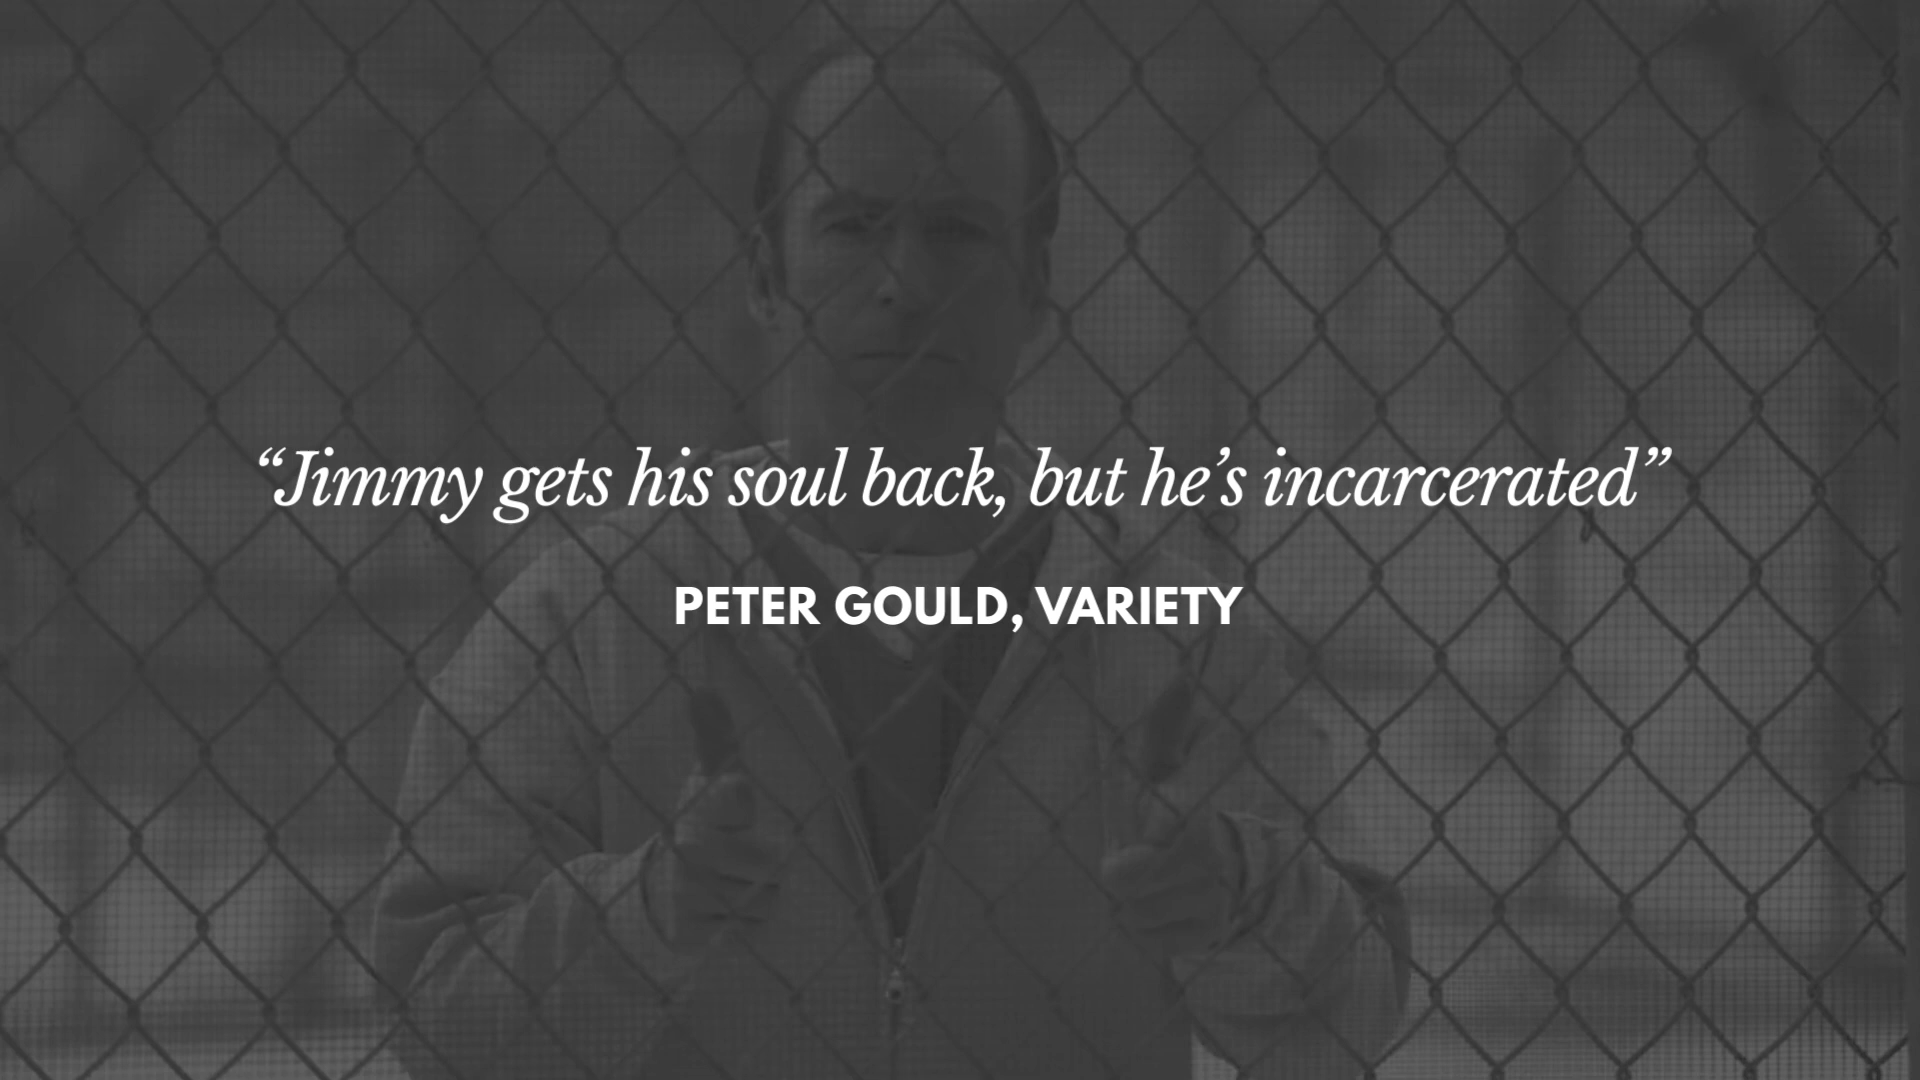 “Jimmy gets his soul back, but he’s incarcerated”
PETER GOULD, VARIETY